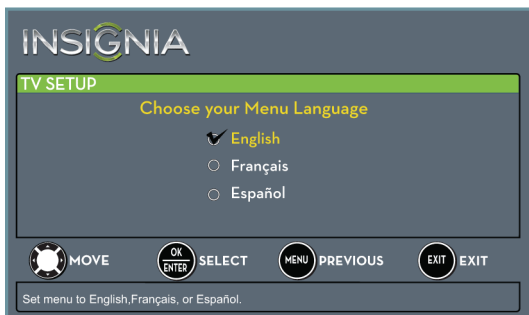 INSIGNIA
TV SETUP
Choose your Menu Language
English
Français
Español
MOVE OK ENTER SELECT MENU PREVIOUS EXIT EXIT
Set menu to English,Français, or Español.